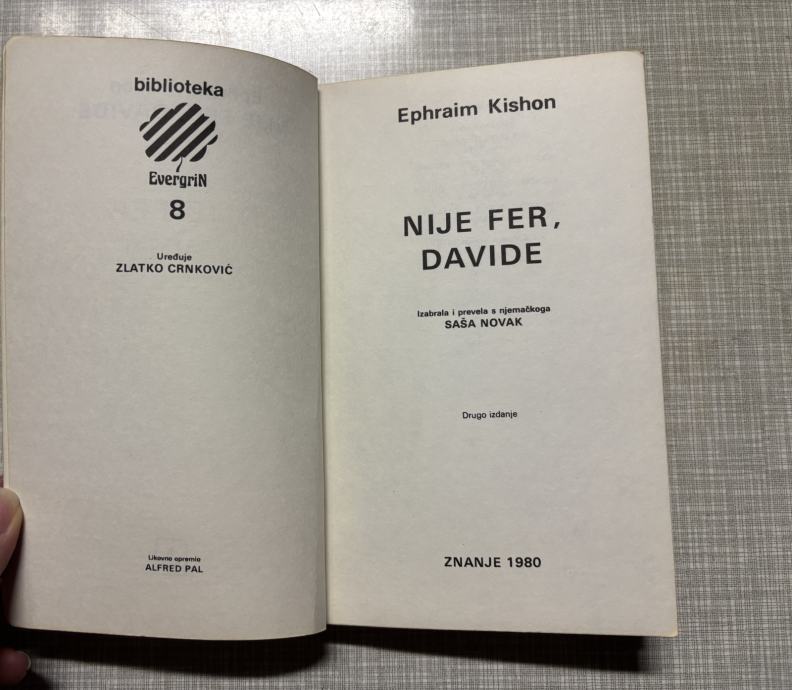 biblioteka
EvergriN
8
Uređuje
ZLATKO CRNKOVIĆ
Likovno opremio
ALFRED PAL
Ephraim Kishon
NIJE FER,
DAVIDE
Izabrala i prevela s njemačkoga
SAŠA NOVAK
Drugo izdanje
ZNANJE 1980